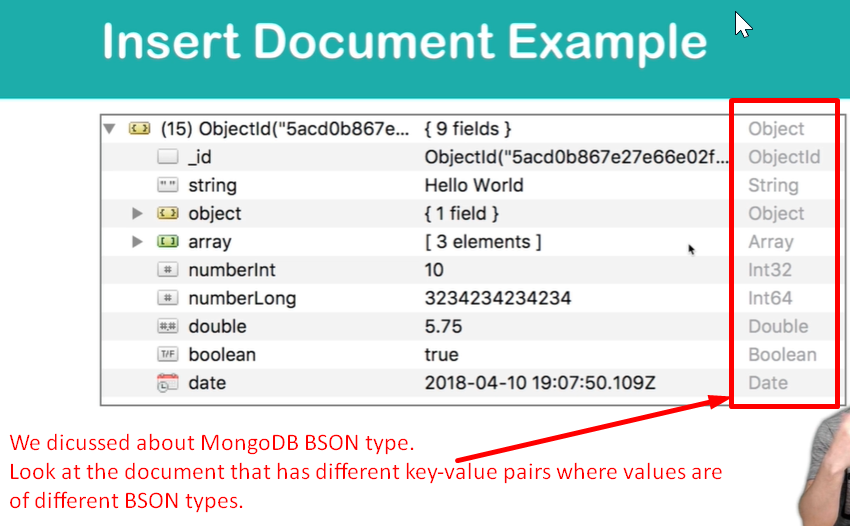 Insert Document Example
(15) ObjectId("5acd0b867e... { 9 fields } Object
_id ObjectId("5acd0b867e27e66e02f... ObjectId
"" string Hello World String
object { 1 field } Object
array [ 3 elements ] Array
# numberInt 10 Int32
# numberLong 3234234234234 Int64
#.# double 5.75 Double
T/F boolean true Boolean
date 2018-04-10 19:07:50.109Z Date
We dicussed about MongoDB BSON type.
Look at the document that has different key-value pairs where values are
of different BSON types.